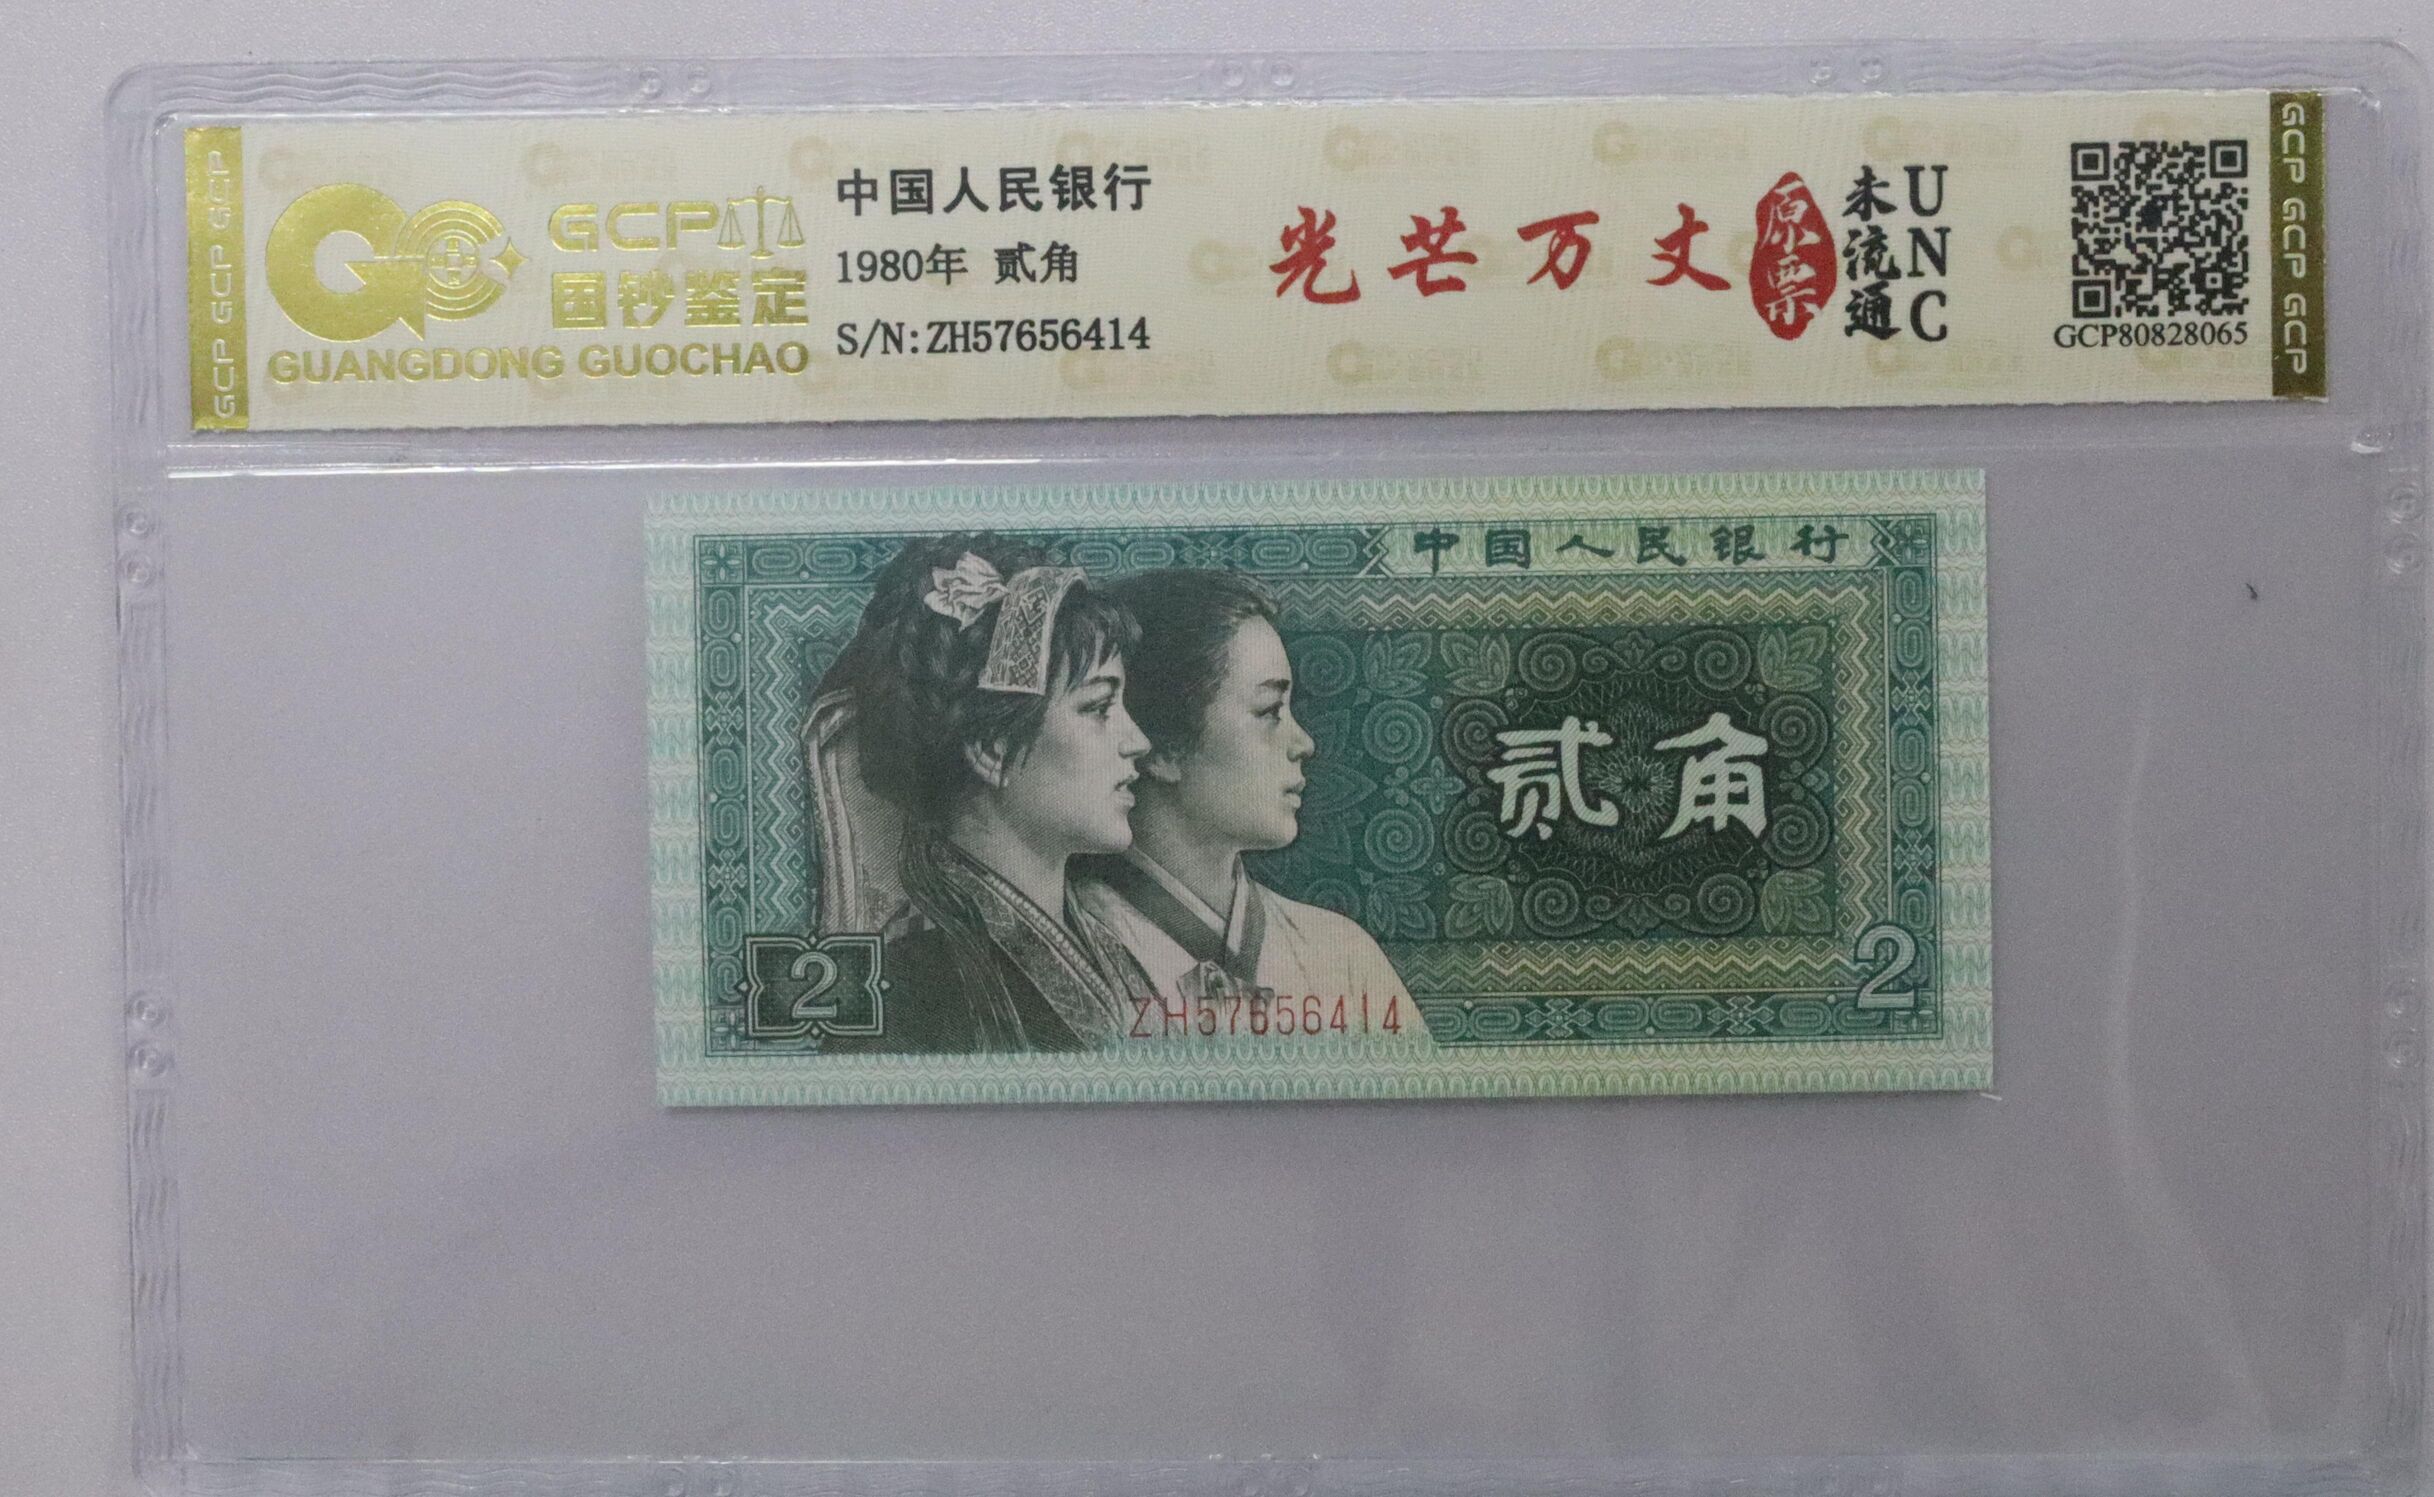 GCP GCP GCP
GCP
国钞鉴定
GUANGDONG GUOCHAO
中国人民银行
1980年 贰角
S/N:ZH57656414
光芒万丈
原票
未流通
UNC
GCP80828065
GCP GCP GCP
中国人民银行
贰角
2
2
ZH57656414